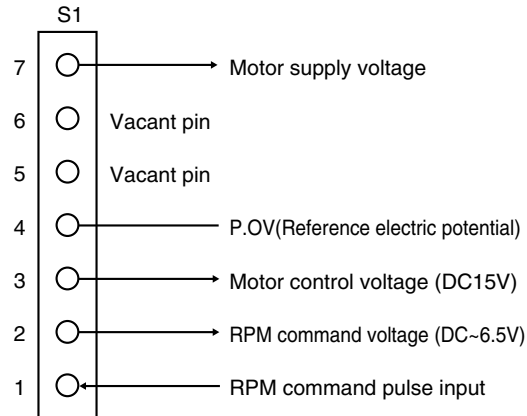 S1
7 Motor supply voltage
6 Vacant pin
5 Vacant pin
4 P.OV(Reference electric potential)
3 Motor control voltage (DC15V)
2 RPM command voltage (DC~6.5V)
1 RPM command pulse input